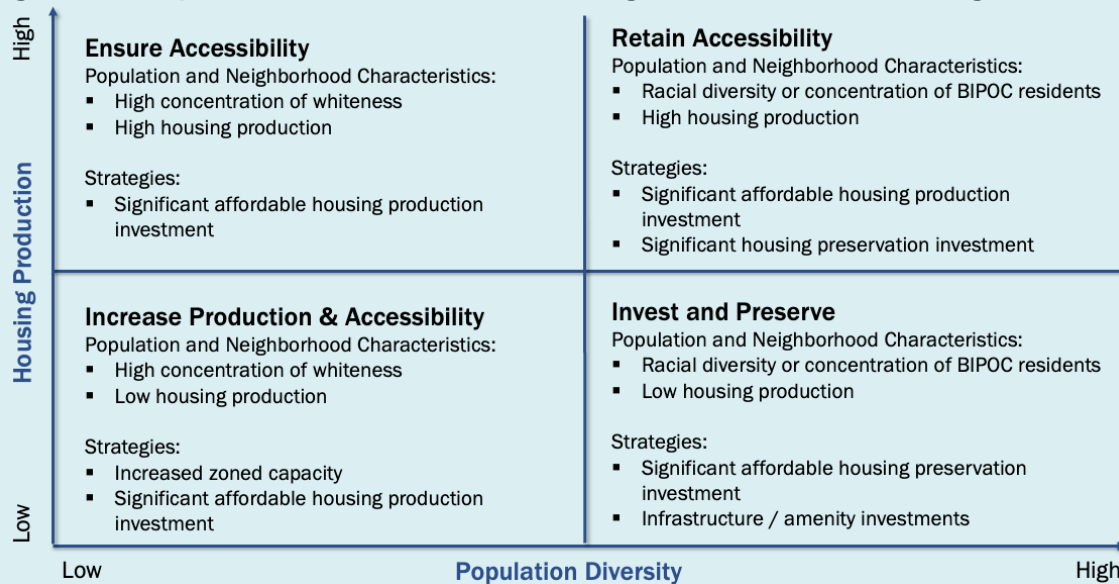 High
Ensure Accessibility
Population and Neighborhood Characteristics:
▪ High concentration of whiteness
▪ High housing production
Strategies:
▪ Significant affordable housing production
investment
Retain Accessibility
Population and Neighborhood Characteristics:
▪ Racial diversity or concentration of BIPOC residents
▪ High housing production
Strategies:
▪ Significant affordable housing production
investment
▪ Significant housing preservation investment
Housing Production
Increase Production & Accessibility
Population and Neighborhood Characteristics:
▪ High concentration of whiteness
▪ Low housing production
Strategies:
▪ Increased zoned capacity
▪ Significant affordable housing production
investment
Invest and Preserve
Population and Neighborhood Characteristics:
▪ Racial diversity or concentration of BIPOC residents
▪ Low housing production
Strategies:
▪ Significant affordable housing preservation
investment
▪ Infrastructure / amenity investments
Low
Low
Population Diversity
High